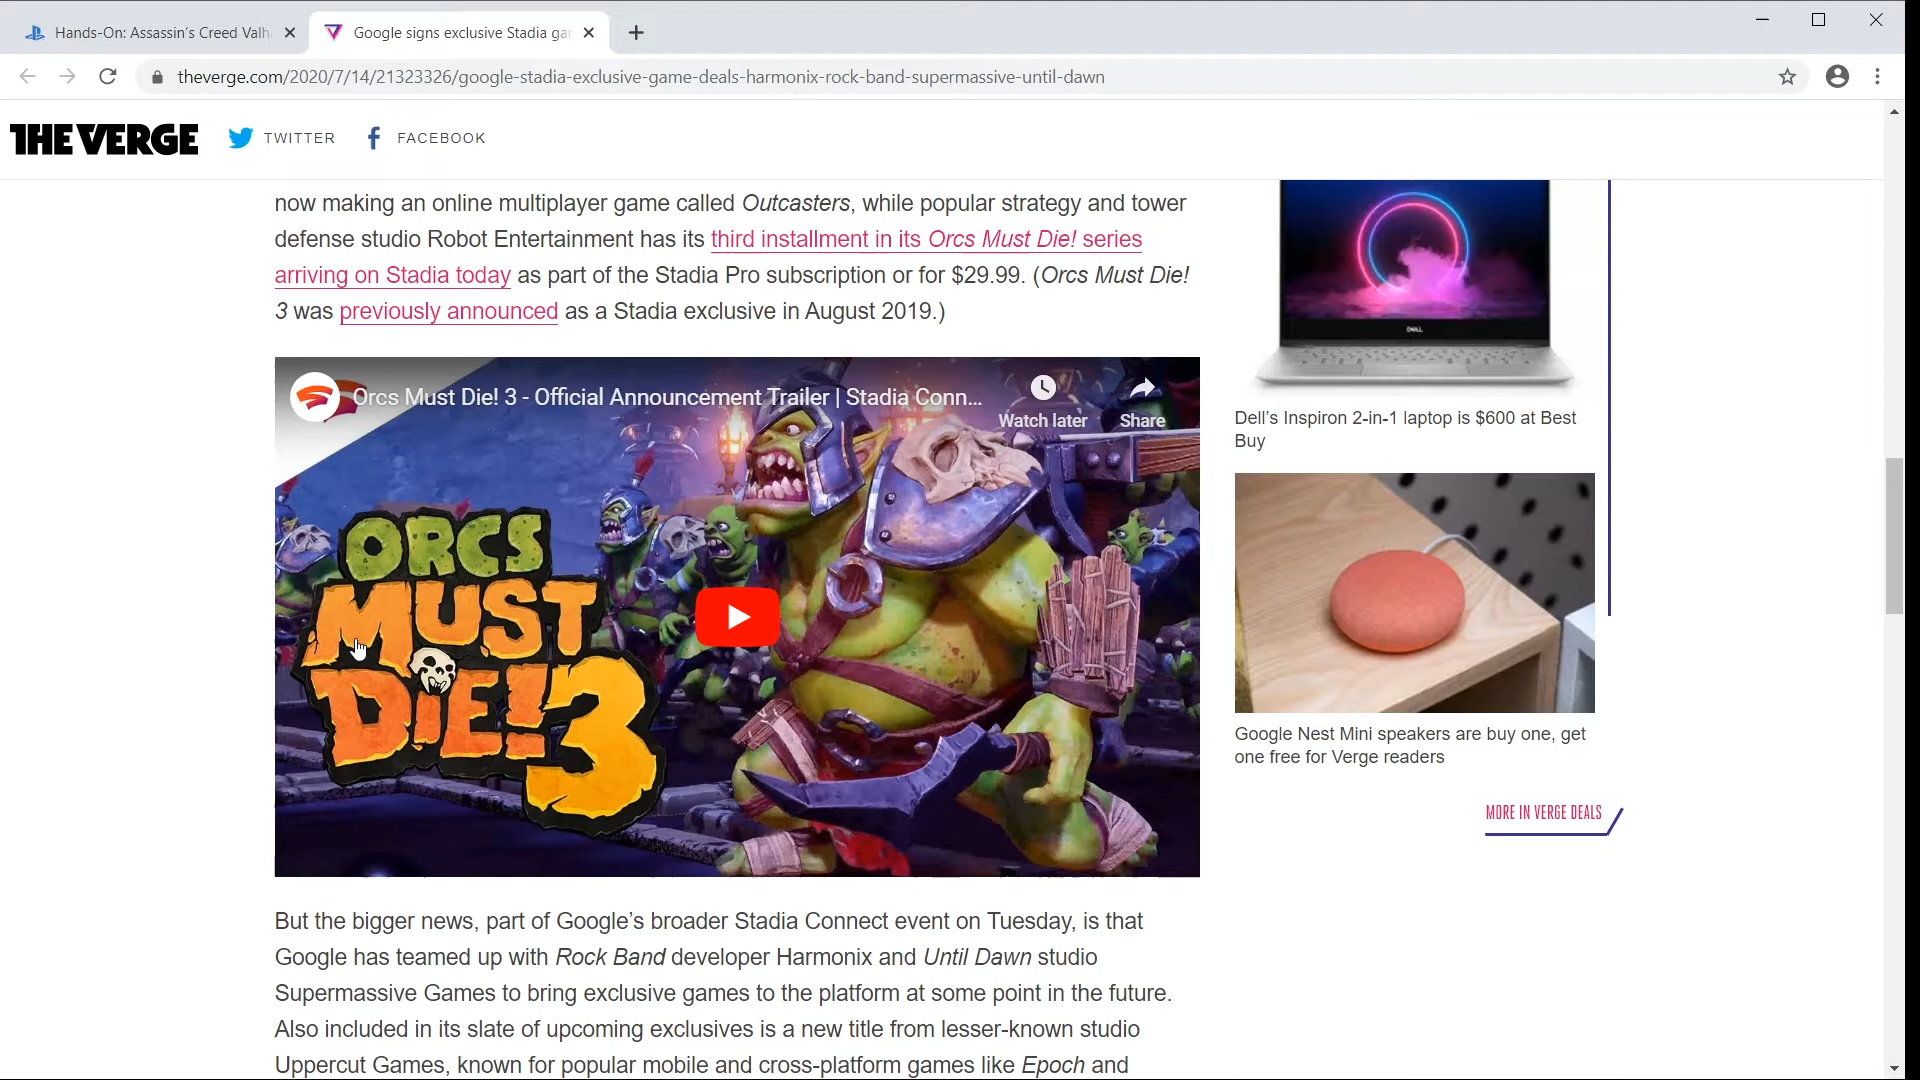 Hands-On: Assassin's Creed Valh
Google signs exclusive Stadia ga
theverge.com/2020/7/14/21323326/google-stadia-exclusive-game-deals-harmonix-rock-band-supermassive-until-dawn
THE VERGE
TWITTER
FACEBOOK
now making an online multiplayer game called Outcasters, while popular strategy and tower
defense studio Robot Entertainment has its third installment in its Orcs Must Die! series
arriving on Stadia today as part of the Stadia Pro subscription or for $29.99. (Orcs Must Die!
3 was previously announced as a Stadia exclusive in August 2019.)
Orcs Must Die! 3 - Official Announcement Trailer | Stadia Conn...
Watch later
Share
ORCS
MUST
DIE! 3
DELL
Dell's Inspiron 2-in-1 laptop is $600 at Best
Buy
Google Nest Mini speakers are buy one, get
one free for Verge readers
MORE IN VERGE DEALS
But the bigger news, part of Google's broader Stadia Connect event on Tuesday, is that
Google has teamed up with Rock Band developer Harmonix and Until Dawn studio
Supermassive Games to bring exclusive games to the platform at some point in the future.
Also included in its slate of upcoming exclusives is a new title from lesser-known studio
Uppercut Games, known for popular mobile and cross-platform games like Epoch and